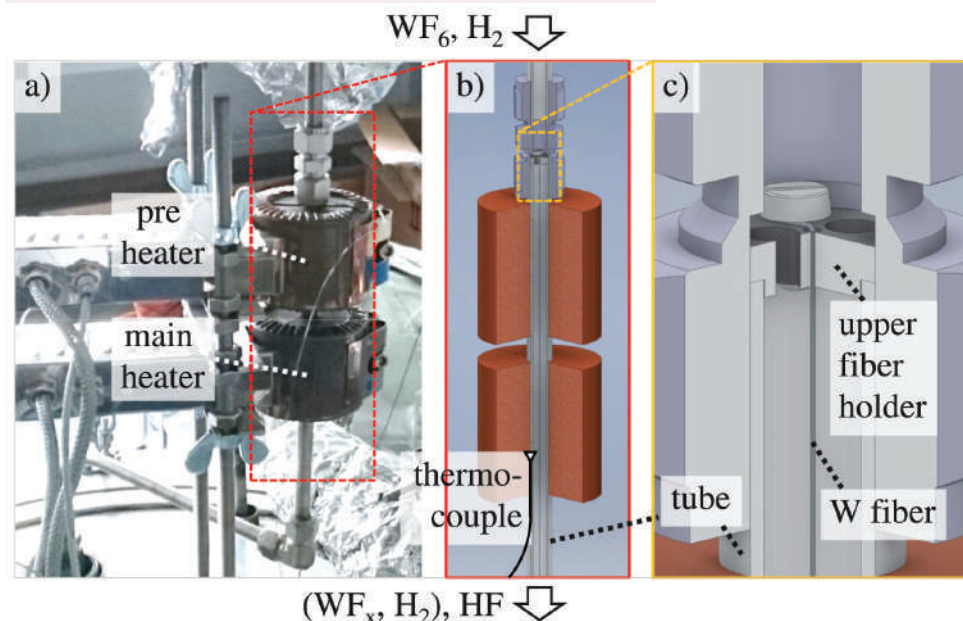 WF6, H2
a)
b)
c)
pre
heater
main
heater
thermo-
couple
tube
upper
fiber
holder
W fiber
(WFx, H2), HF